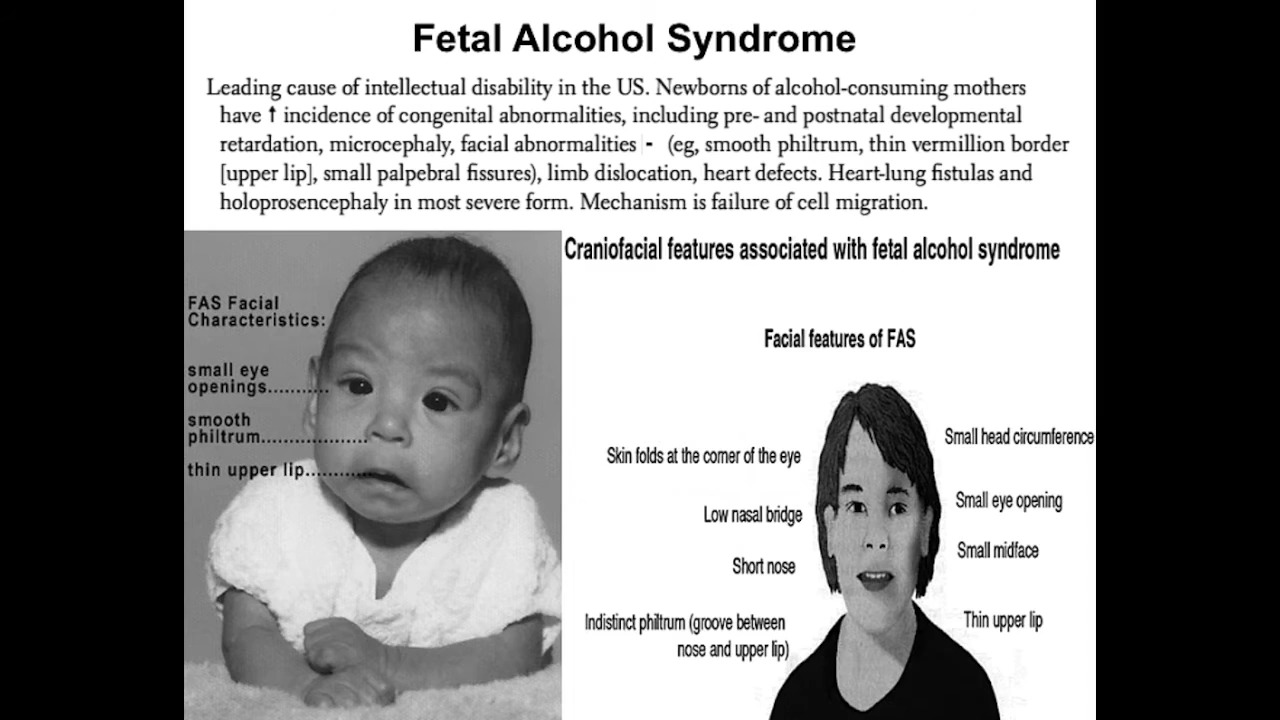 Fetal Alcohol Syndrome
Leading cause of intellectual disability in the US. Newborns of alcohol-consuming mothers
have ↑ incidence of congenital abnormalities, including pre- and postnatal developmental
retardation, microcephaly, facial abnormalities - (eg, smooth philtrum, thin vermillion border
[upper lip], small palpebral fissures), limb dislocation, heart defects. Heart-lung fistulas and
holoprosencephaly in most severe form. Mechanism is failure of cell migration.
FAS Facial
Characteristics:
small eye
openings...........
smooth
philtrum....................
thin upper lip............
Craniofacial features associated with fetal alcohol syndrome
Facial features of FAS
Skin folds at the corner of the eye
Low nasal bridge
Short nose
Indistinct philtrum (groove between
nose and upper lip)
Small head circumference
Small eye opening
Small midface
Thin upper lip